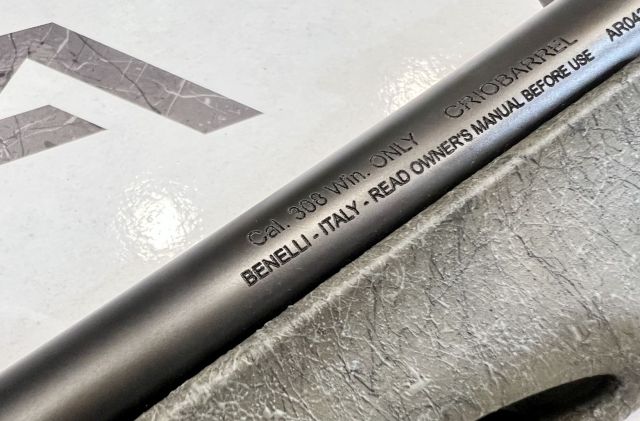 Cal. 308 Win. ONLY CRIOBARREL
BENELLI - ITALY - READ OWNER'S MANUAL BEFORE USE